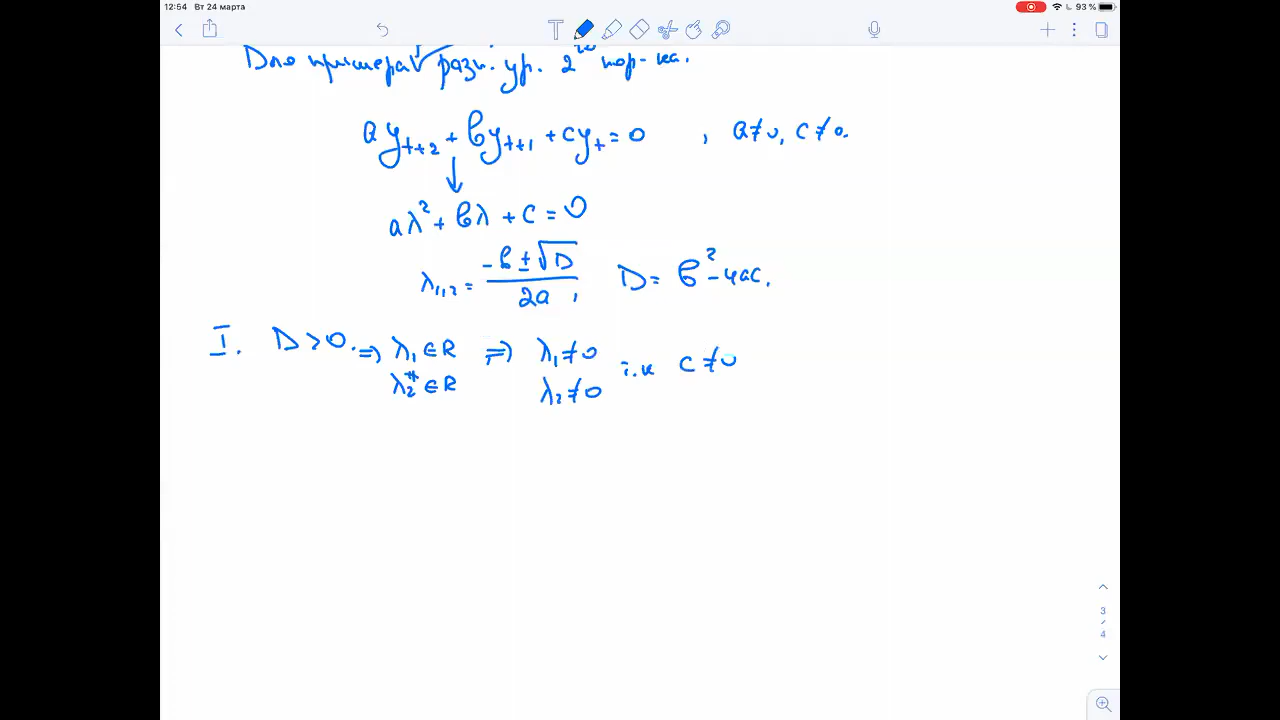 12:54 Вт 24 марта 93 %
Для примера разн. ур. 2го пор-ка.
ay_{t+2} + by_{t+1} + cy_t = 0 , a≠0, c≠0.
↓
aλ² + bλ + c = 0
λ_{1,2} = (-b ± √D) / 2a , D = b² - 4ac.
I. D > 0. ⇒ λ₁ ∈ R ⇒ λ₁ ≠ 0
λ₂ ∈ R λ₂ ≠ 0 т.к c ≠ 0
3
4